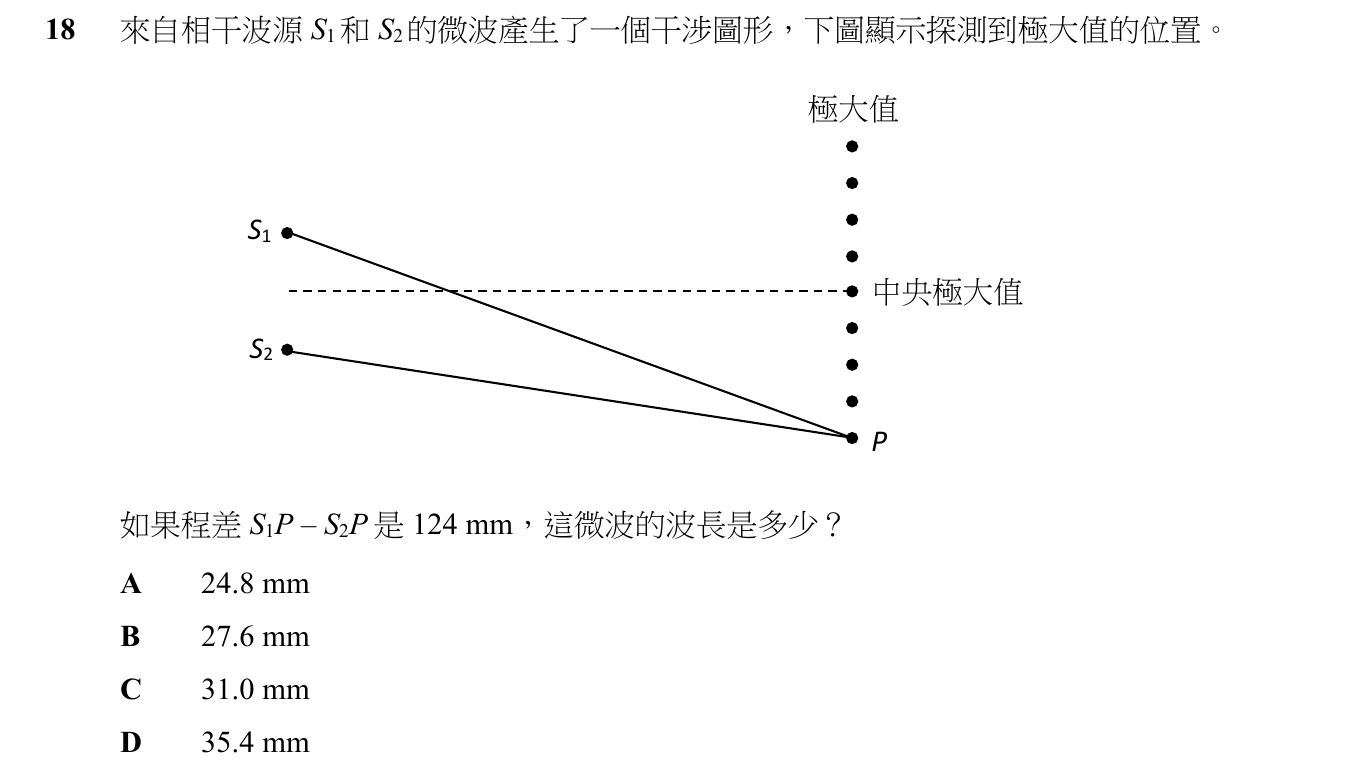 18 來自相干波源 S1 和 S2 的微波產生了一個干涉圖形，下圖顯示探測到極大值的位置。
極大值
S1
中央極大值
S2
P
如果程差 S1P – S2P 是 124 mm，這微波的波長是多少？
A 24.8 mm
B 27.6 mm
C 31.0 mm
D 35.4 mm